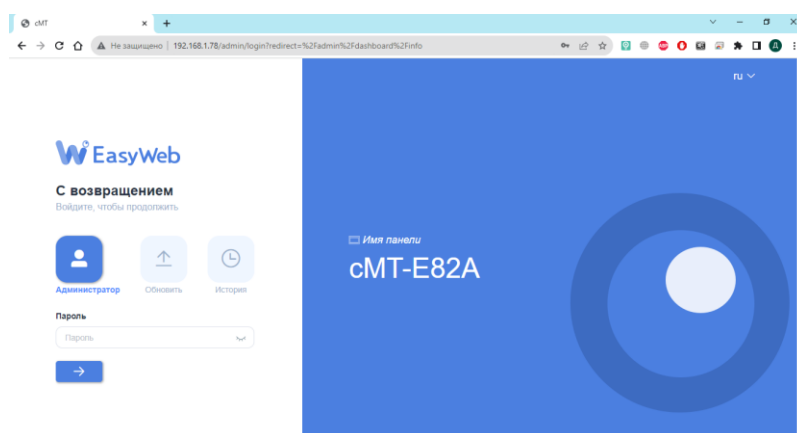 cMT
Не защищено 192.168.1.78/admin/login?redirect=%2Fadmin%2Fdashboard%2Finfo
ru
EasyWeb
С возвращением
Войдите, чтобы продолжить
Имя панели
cMT-E82A
Администратор Обновить История
Пароль
Пароль